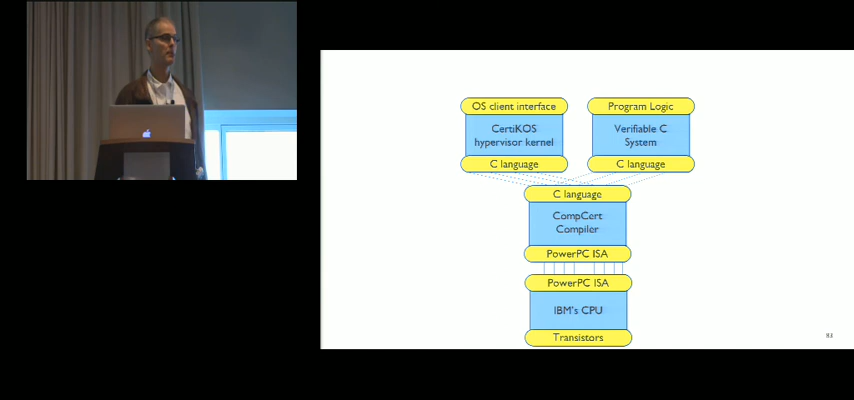 OS client interface
CertiKOS
hypervisor kernel
C language
Program Logic
Verifiable C
System
C language
C language
CompCert
Compiler
PowerPC ISA
PowerPC ISA
IBM's CPU
Transistors